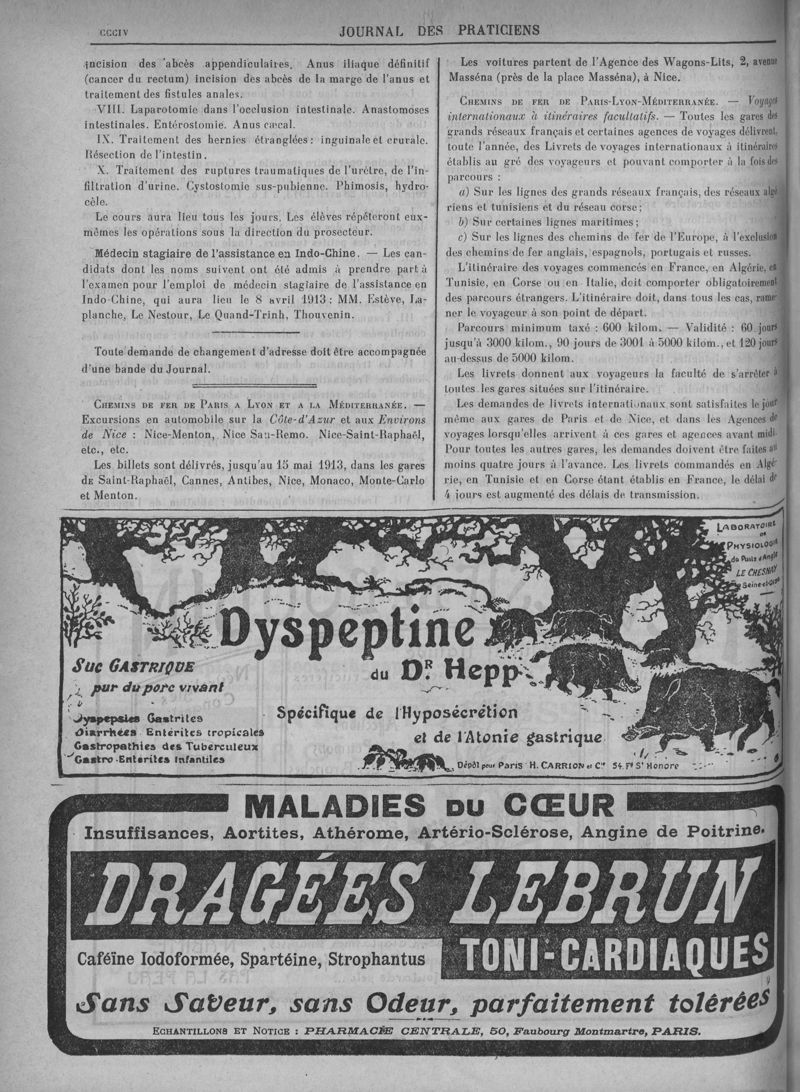 CCCIV
JOURNAL DES PRATICIENS
incision des abcès appendiculaires. Anus iliaque définitif
(cancer du rectum) incision des abcès de la marge de l'anus et
traitement des fistules anales.
VIII. Laparotomie dans l'occlusion intestinale. Anastomoses
intestinales. Entérostomie. Anus cæcal.
IX. Traitement des hernies étranglées : inguinale et crurale.
Résection de l'intestin.
X. Traitement des ruptures traumatiques de l'urètre, de l'in-
filtration d'urine. Cystostomie sus-pubienne. Phimosis, hydro-
cèle.
Le cours aura lieu tous les jours. Les élèves répéteront eux-
mêmes les opérations sous la direction du prosecteur.
Médecin stagiaire de l'assistance en Indo-Chine. — Les can-
didats dont les noms suivent ont été admis à prendre part à
l'examen pour l'emploi de médecin stagiaire de l'assistance en
Indo-Chine, qui aura lieu le 8 avril 1913 : MM. Estève, La-
planche, Le Nestour, Le Quand-Trinh, Thouvenin.
Toute demande de changement d'adresse doit être accompagnée
d'une bande du Journal.
CHEMINS DE FER DE PARIS A LYON ET A LA MÉDITERRANÉE. —
Excursions en automobile sur la Côte-d'Azur et aux Environs
de Nice : Nice-Menton, Nice San-Remo. Nice-Saint-Raphaël,
etc., etc.
Les billets sont délivrés, jusqu'au 15 mai 1913, dans les gares
DE Saint-Raphaël, Cannes, Antibes, Nice, Monaco, Monte-Carlo
et Menton.
Les voitures partent de l'Agence des Wagons-Lits, 2, avenue
Masséna (près de la place Masséna), à Nice.
CHEMINS DE FER DE PARIS-LYON-MÉDITERRANÉE. — Voyages
internationaux à itinéraires facultatifs. — Toutes les gares des
grands réseaux français et certaines agences de voyages délivrent,
toute l'année, des Livrets de voyages internationaux à itinéraires
établis au gré des voyageurs et pouvant comporter à la fois des
parcours :
a) Sur les lignes des grands réseaux français, des réseaux algé
riens et tunisiens et du réseau corse ;
b) Sur certaines lignes maritimes ;
c) Sur les lignes des chemins de fer de l'Europe, à l'exclusion
des chemins de fer anglais, espagnols, portugais et russes.
L'itinéraire des voyages commencés en France, en Algérie, en
Tunisie, en Corse ou en Italie, doit comporter obligatoirement
des parcours étrangers. L'itinéraire doit, dans tous les cas, rame-
ner le voyageur à son point de départ.
Parcours minimum taxé : 600 kilom. — Validité : 60 jours
jusqu'à 3000 kilom., 90 jours de 3001 à 5000 kilom., et 120 jours
au-dessus de 5000 kilom.
Les livrets donnent aux voyageurs la faculté de s'arrêter à
toutes les gares situées sur l'itinéraire.
Les demandes de livrets internationaux sont satisfaites le jour
même aux gares de Paris et de Nice, et dans les Agences de
voyages lorsqu'elles arrivent à ces gares et agences avant midi.
Pour toutes les autres gares, les demandes doivent être faites au
moins quatre jours à l'avance. Les livrets commandés en Algé-
rie, en Tunisie et en Corse étant établis en France, le délai de
4 jours est augmenté des délais de transmission.
LABORATOIRE
DE
PHYSIOLOGIE
du Puits d'Angle
LE CHESNAY
Seine et Oise
Dyspeptine
du DR. Hepp
SUC GASTRIQUE
pur du porc vivant
Dyspepsies Gastrites
Diarrhées Entérites tropicales
Gastropathies des Tuberculeux
Gastro-Enterites Infantiles
Spécifique de l'Hyposécrétion
et de l'Atonie gastrique
Dépôt pour PARIS H. CARRION et Cie 54. Fg St Honore
MALADIES DU CŒUR
Insuffisances, Aortites, Athérome, Artério-Sclérose, Angine de Poitrine.
DRAGÉES LEBRUN
Caféïne Iodoformée, Spartéine, Strophantus
TONI-CARDIAQUES
Sans Saveur, sans Odeur, parfaitement tolérées
ECHANTILLONS ET NOTICE : PHARMACIE CENTRALE, 50, Faubourg Montmartre, PARIS.